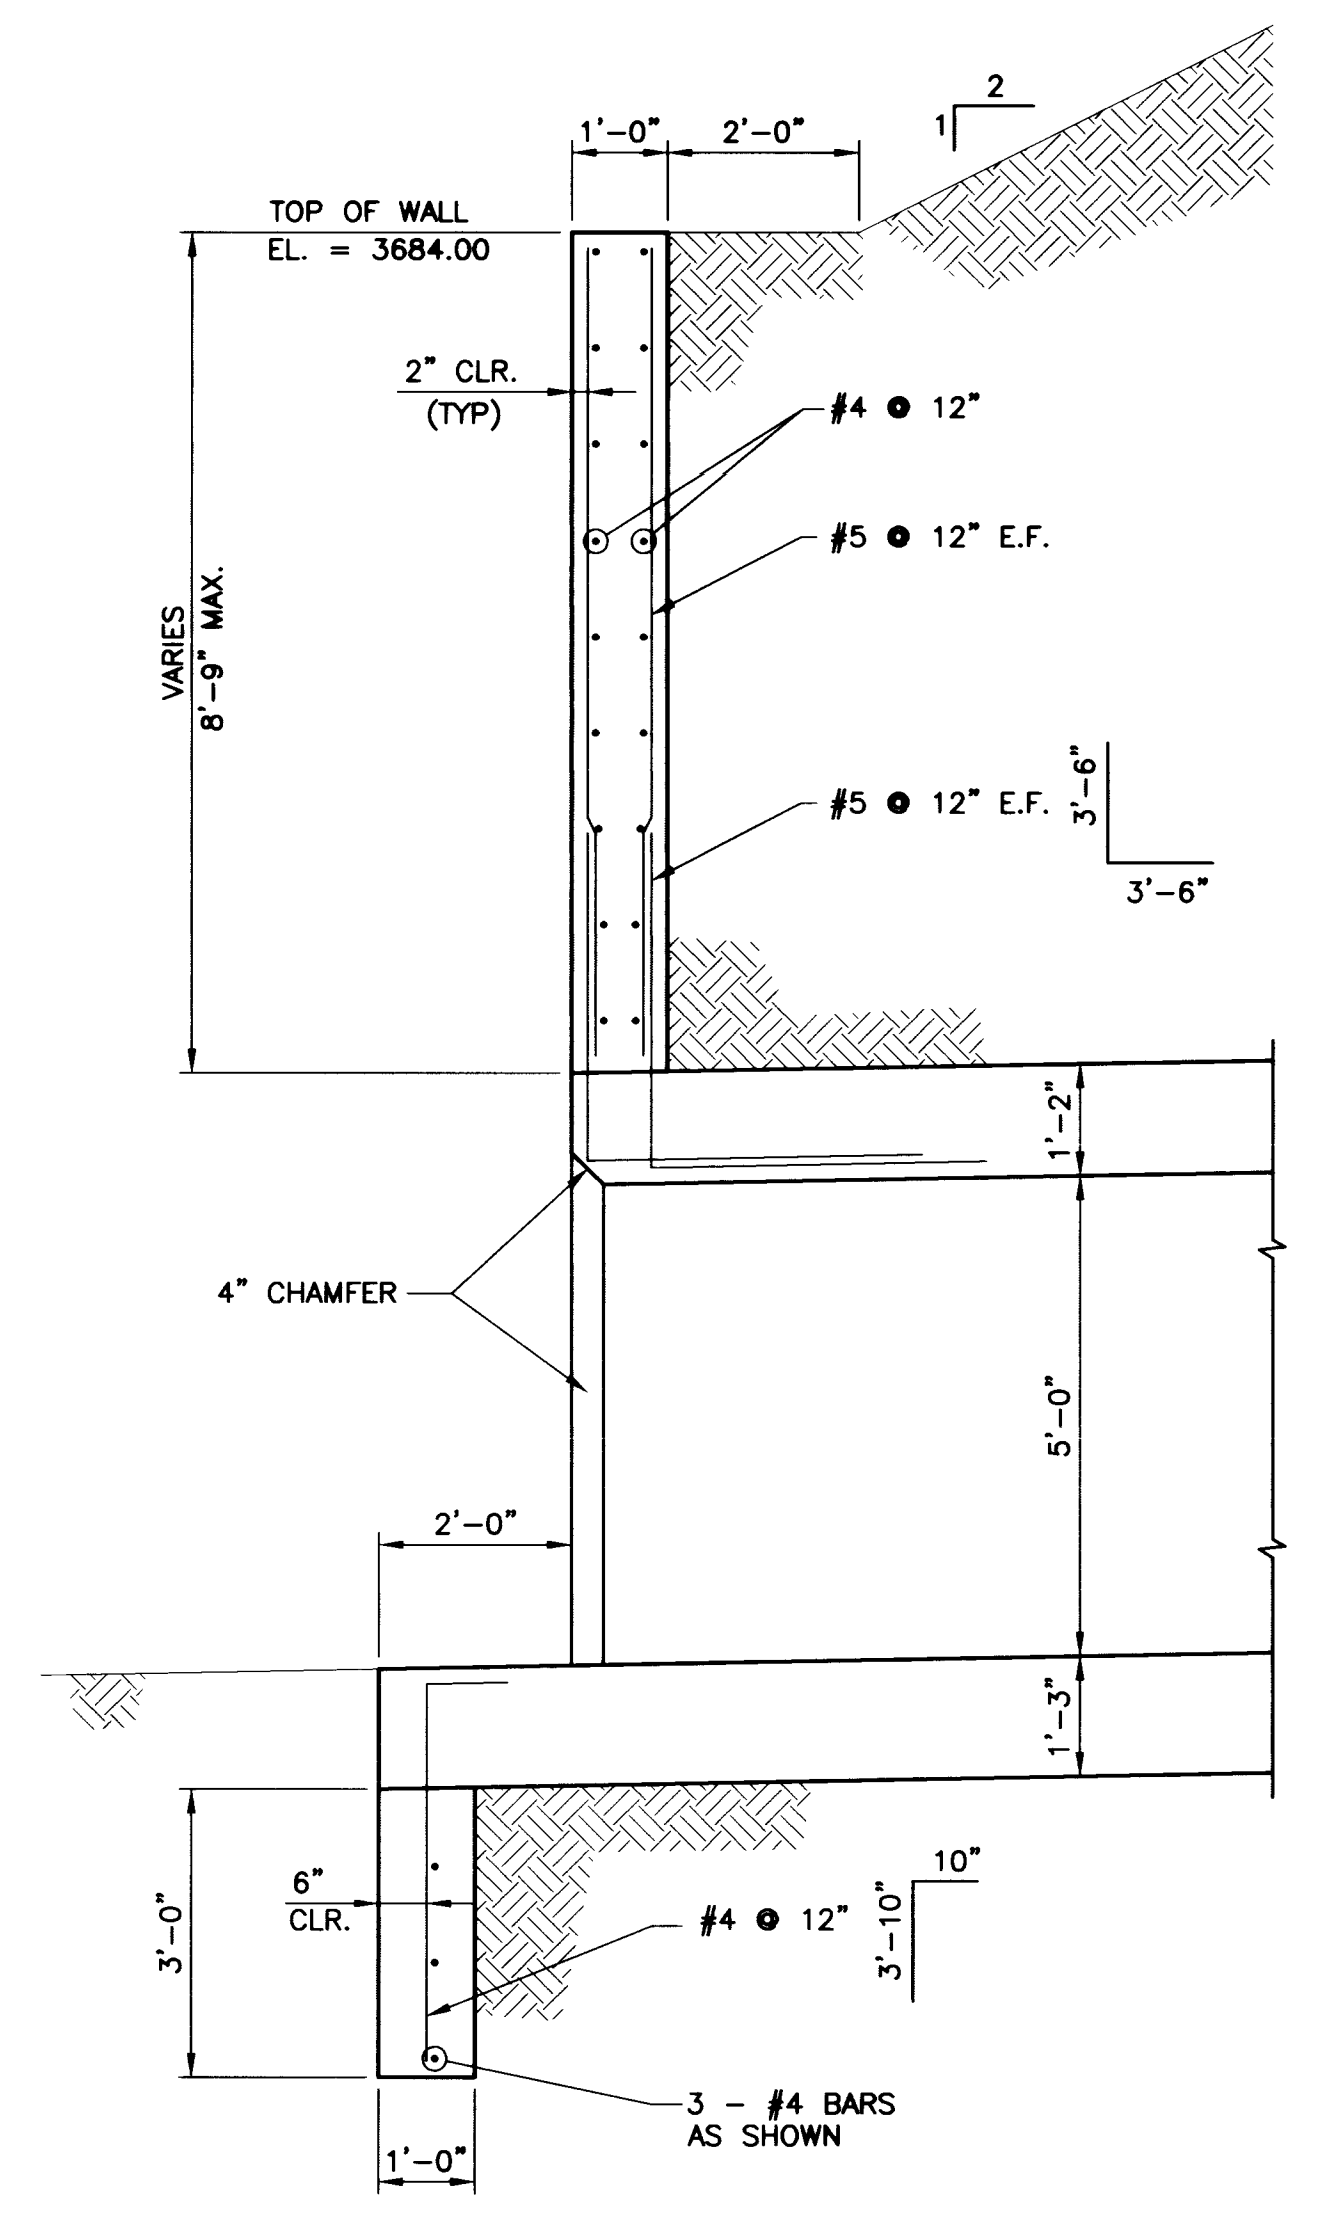 2
1
1'-0"
2'-0"
TOP OF WALL
EL. = 3684.00
2" CLR.
(TYP)
#4 @ 12"
#5 @ 12" E.F.
VARIES
8'-9" MAX.
#5 @ 12" E.F.
3'-6"
3'-6"
1'-2"
4" CHAMFER
5'-0"
2'-0"
1'-3"
10"
6"
CLR.
3'-0"
#4 @ 12"
3'-10"
3 - #4 BARS
AS SHOWN
1'-0"